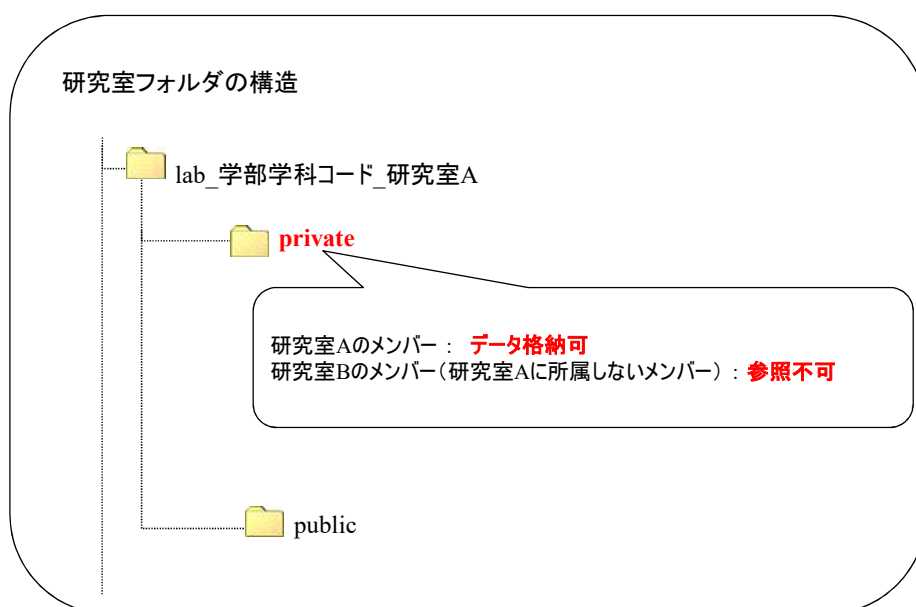 研究室フォルダの構造
lab_学部学科コード_研究室A
private
研究室Aのメンバー： データ格納可
研究室Bのメンバー（研究室Aに所属しないメンバー）：参照不可
public